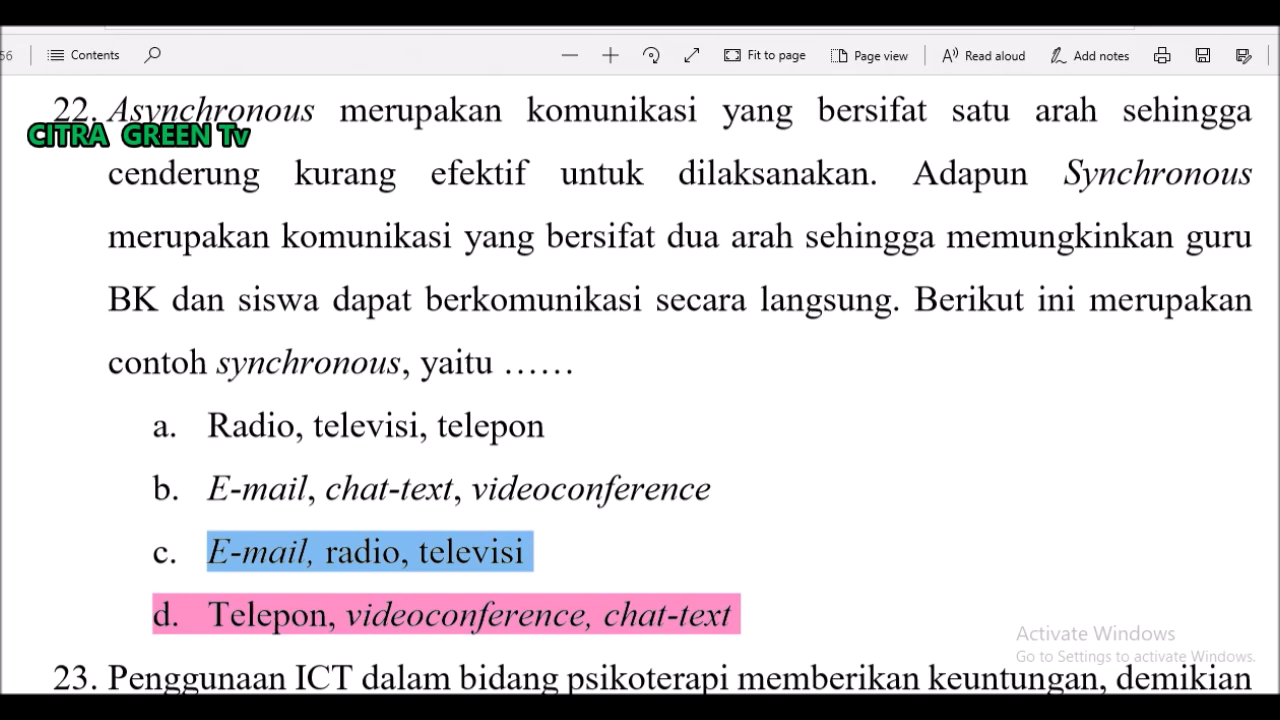 56 Contents Fit to page Page view Read aloud Add notes
22. Asynchronous merupakan komunikasi yang bersifat satu arah sehingga
CITRA GREEN Tv
cenderung kurang efektif untuk dilaksanakan. Adapun Synchronous
merupakan komunikasi yang bersifat dua arah sehingga memungkinkan guru
BK dan siswa dapat berkomunikasi secara langsung. Berikut ini merupakan
contoh synchronous, yaitu ……
a. Radio, televisi, telepon
b. E-mail, chat-text, videoconference
c. E-mail, radio, televisi
d. Telepon, videoconference, chat-text
Activate Windows
Go to Settings to activate Windows.
23. Penggunaan ICT dalam bidang psikoterapi memberikan keuntungan, demikian